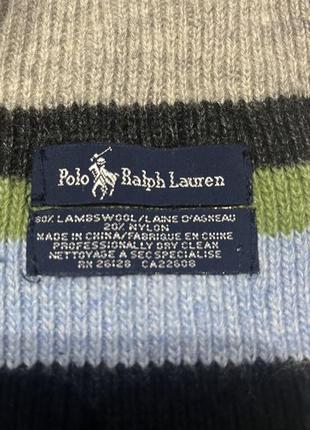 Polo Ralph Lauren
80% LAMBSWOOL/LAINE D'AGNEAU
20% NYLON
MADE IN CHINA/FABRIQUE EN CHINE
PROFESSIONALLY DRY CLEAN
NETTOYAGE A SEC SPECIALISE
RN 26128 CA22608